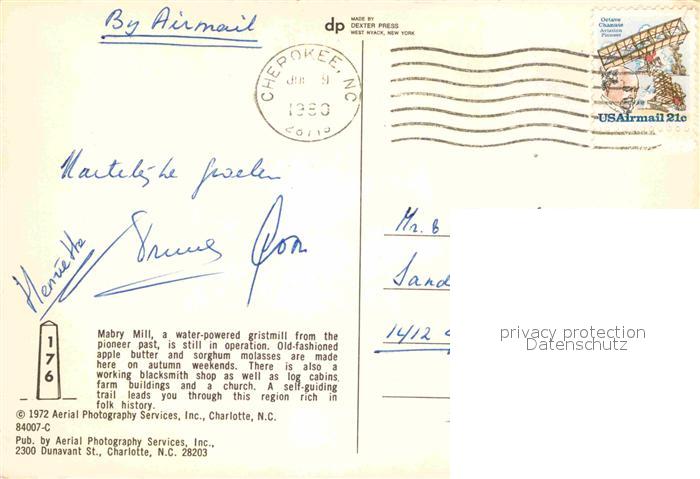 By Airmail
dp
MADE BY
DEXTER PRESS
WEST NYACK, NEW YORK
CHEROKEE, NC
9
1980
Octave
Chanute
Aviation
Pioneer
USAirmail 21c
Hartelijke groeten
Henriette
Mr. B
Sand
1412
privacy protection
Datenschutz
176
Mabry Mill, a water-powered gristmill from the
pioneer past, is still in operation. Old-fashioned
apple butter and sorghum molasses are made
here on autumn weekends. There is also a
working blacksmith shop as well as log cabins,
farm buildings and a church. A self-guiding
trail leads you through this region rich in
folk history.
© 1972 Aerial Photography Services, Inc., Charlotte, N.C.
84007-C
Pub. by Aerial Photography Services, Inc.,
2300 Dunavant St., Charlotte, N.C. 28203